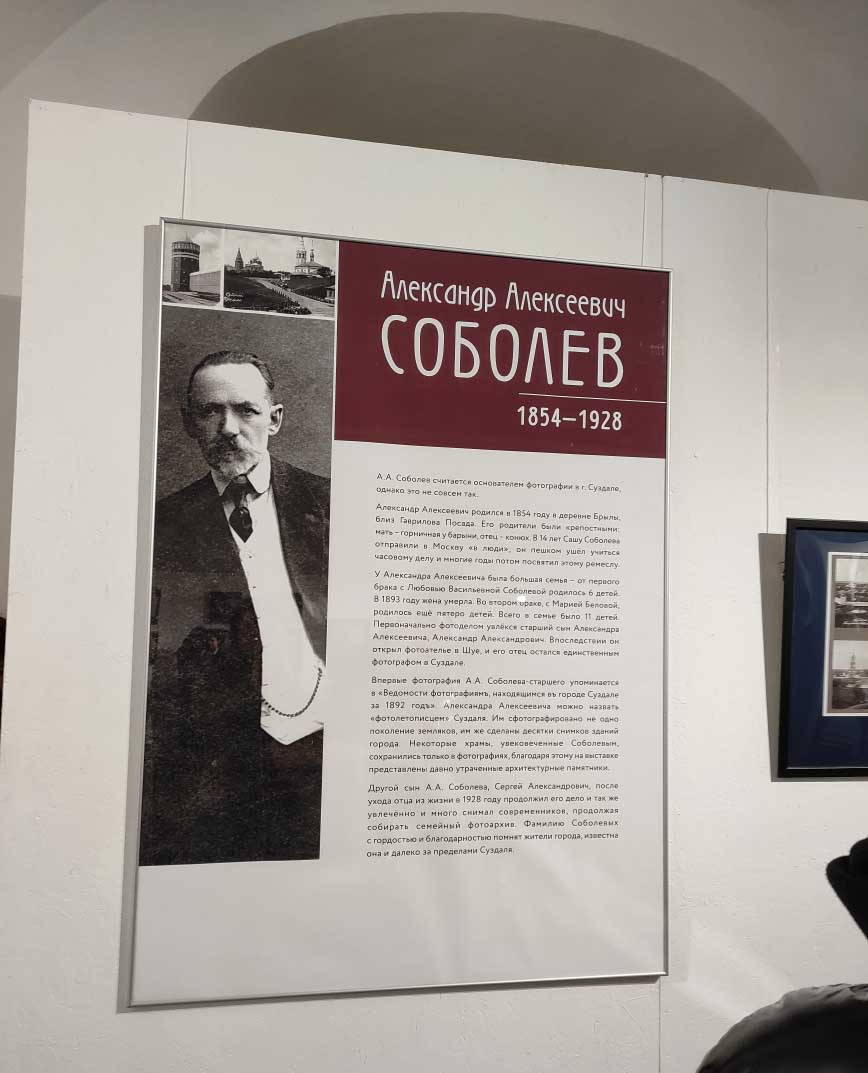 Александр Алексеевич
СОБОЛЕВ
1854—1928
А.А. Соболев считается основателем фотографии в г. Суздале,
однако это не совсем так.
Александр Алексеевич родился в 1854 году в деревне Брылы,
близ Гаврилова Посада. Его родители были крепостными:
мать – горничная у барыни, отец – конюх. В 14 лет Сашу Соболева
отправили в Москву «в люди», он пешком ушёл учиться
часовому делу и многие годы потом посвятил этому ремеслу.
У Александра Алексеевича была большая семья – от первого
брака с Любовью Васильевной Соболевой родилось 6 детей.
В 1893 году жена умерла. Во втором браке, с Марией Беловой,
родилось ещё пятеро детей. Всего в семье было 11 детей.
Первоначально фотоделом увлёкся старший сын Александра
Алексеевича, Александр Александрович. Впоследствии он
открыл фотоателье в Шуе, и его отец остался единственным
фотографом в Суздале.
Впервые фотография А.А. Соболева-старшего упоминается
в «Ведомости фотографиямъ, находящимся въ городе Суздале
за 1892 годъ». Александра Алексеевича можно назвать
«фотолетописцем» Суздаля. Им сфотографировано не одно
поколение земляков, им же сделаны десятки снимков зданий
города. Некоторые храмы, увековеченные Соболевым,
сохранились только в фотографиях, благодаря этому на выставке
представлены давно утраченные архитектурные памятники.
Другой сын А.А. Соболева, Сергей Александрович, после
ухода отца из жизни в 1928 году продолжил его дело и так же
увлечённо и много снимал современников, продолжая
собирать семейный фотоархив. Фамилию Соболевых
с гордостью и благодарностью помнят жители города, известна
она и далеко за пределами Суздаля.